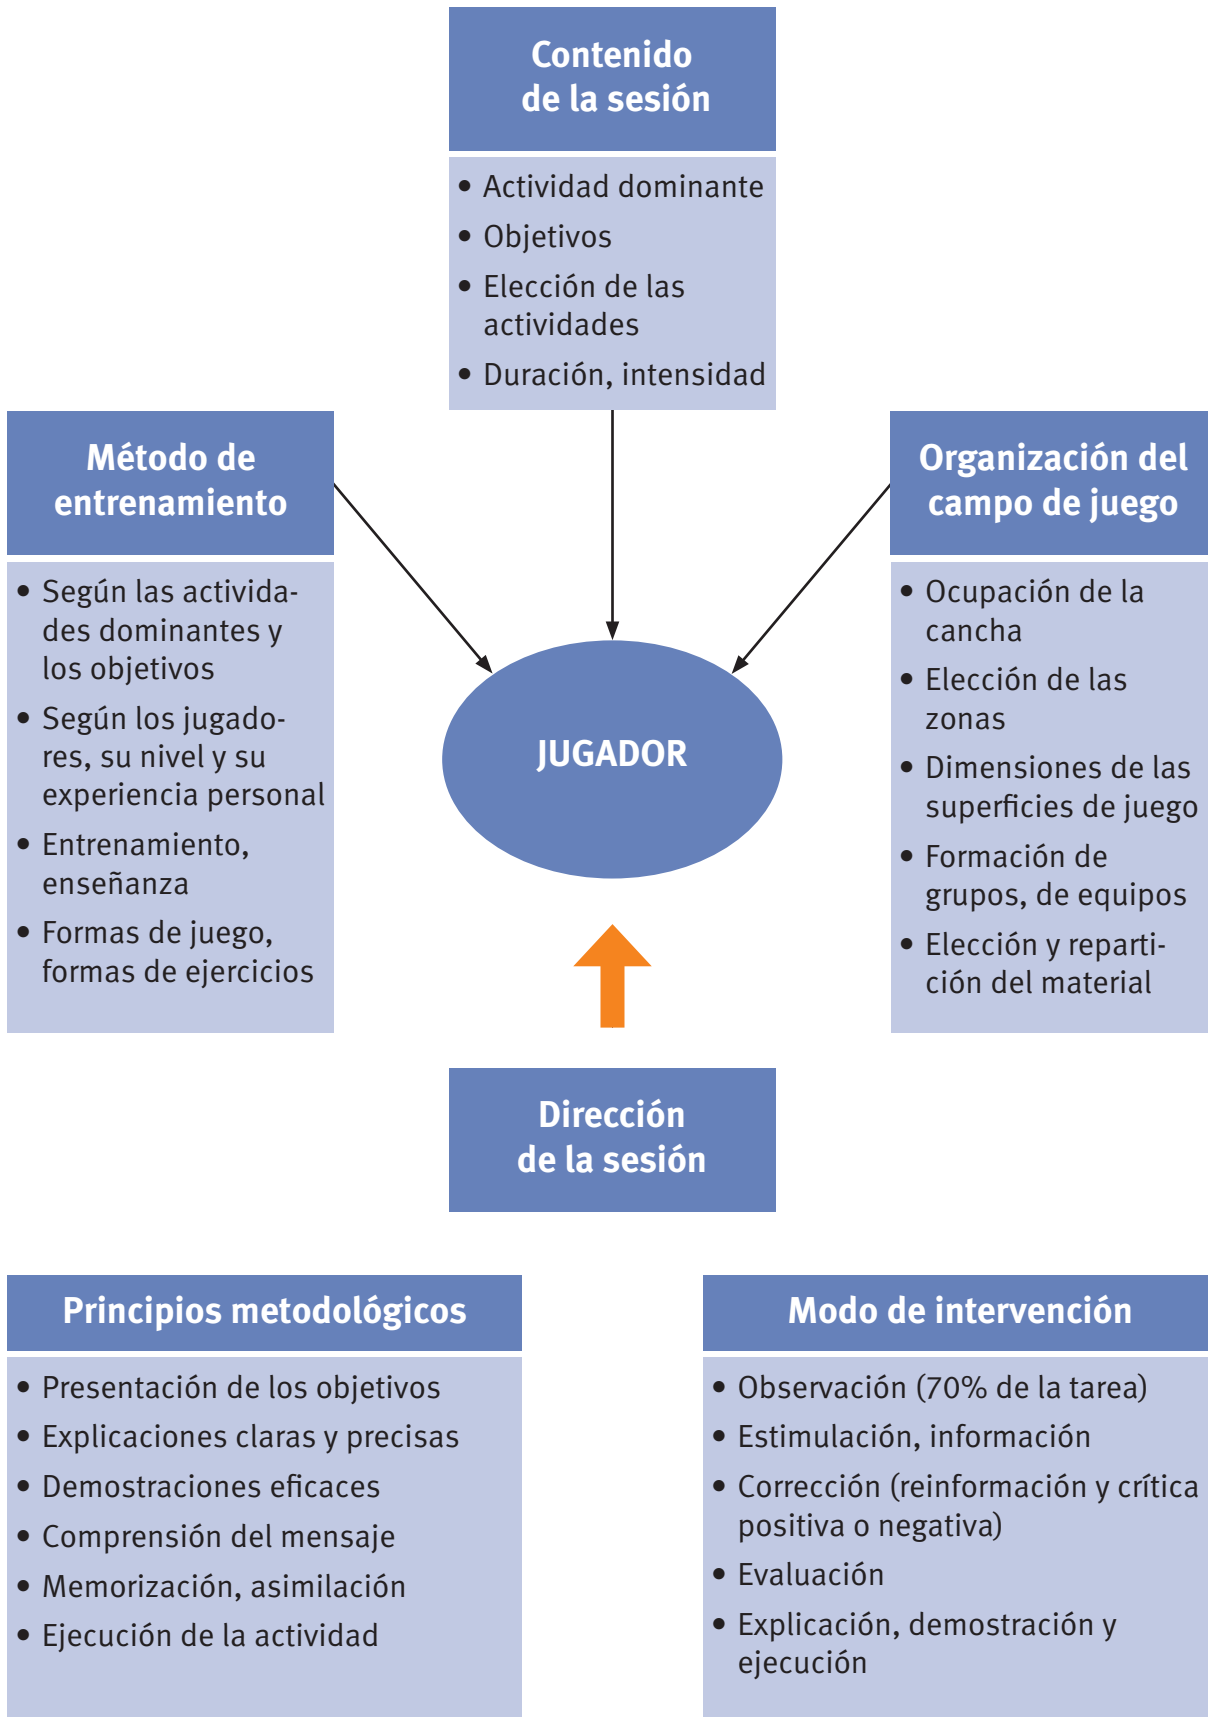 Contenido
de la sesión
• Actividad dominante
• Objetivos
• Elección de las
actividades
• Duración, intensidad
Método de
entrenamiento
• Según las activida-
des dominantes y
los objetivos
• Según los jugado-
res, su nivel y su
experiencia personal
• Entrenamiento,
enseñanza
• Formas de juego,
formas de ejercicios
Organización del
campo de juego
• Ocupación de la
cancha
• Elección de las
zonas
• Dimensiones de las
superficies de juego
• Formación de
grupos, de equipos
• Elección y reparti-
ción del material
JUGADOR
Dirección
de la sesión
Principios metodológicos
• Presentación de los objetivos
• Explicaciones claras y precisas
• Demostraciones eficaces
• Comprensión del mensaje
• Memorización, asimilación
• Ejecución de la actividad
Modo de intervención
• Observación (70% de la tarea)
• Estimulación, información
• Corrección (reinformación y crítica
positiva o negativa)
• Evaluación
• Explicación, demostración y
ejecución